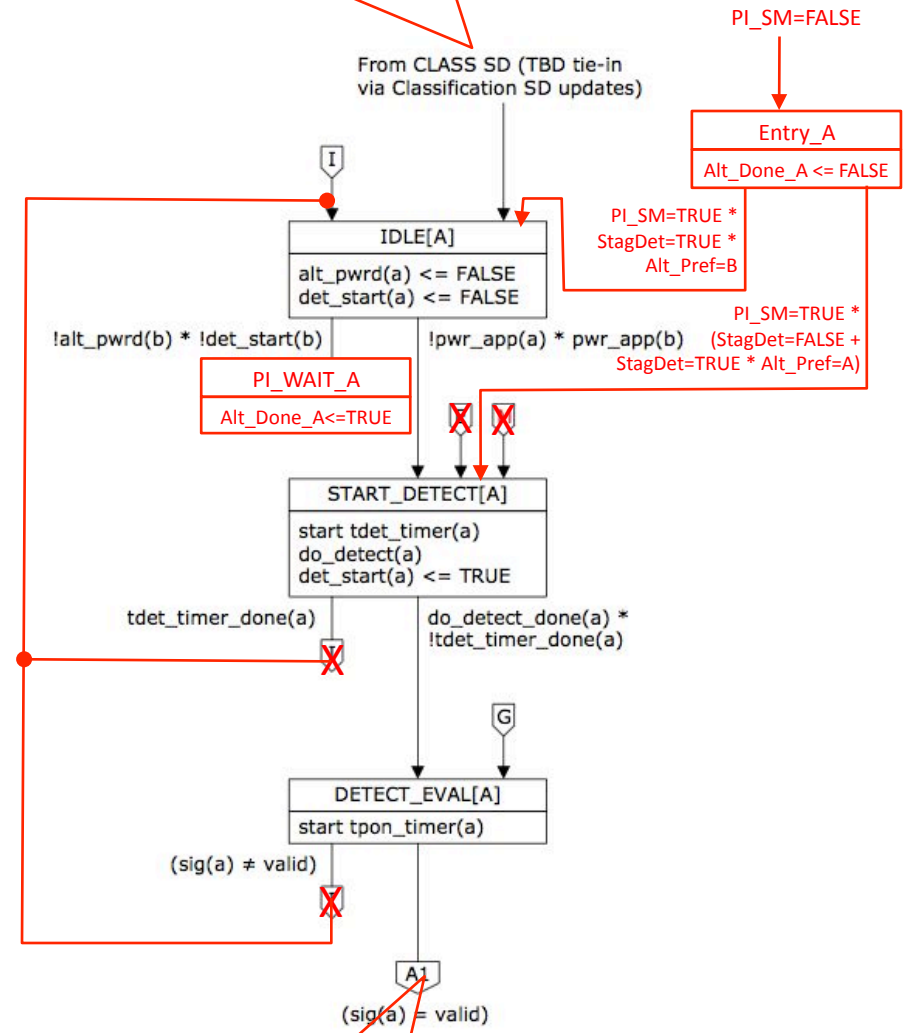 PI_SM=FALSE
From CLASS SD (TBD tie-in
via Classification SD updates)
Entry_A
Alt_Done_A <= FALSE
I
PI_SM=TRUE *
StagDet=TRUE *
Alt_Pref=B
IDLE[A]
alt_pwrd(a) <= FALSE
det_start(a) <= FALSE
PI_SM=TRUE *
(StagDet=FALSE +
StagDet=TRUE * Alt_Pref=A)
!alt_pwrd(b) * !det_start(b)
!pwr_app(a) * pwr_app(b)
PI_WAIT_A
Alt_Done_A<=TRUE
X X
START_DETECT[A]
start tdet_timer(a)
do_detect(a)
det_start(a) <= TRUE
tdet_timer_done(a)
do_detect_done(a) *
!tdet_timer_done(a)
X
G
DETECT_EVAL[A]
start tpon_timer(a)
(sig(a) ≠ valid)
X
A1
(sig(a) = valid)